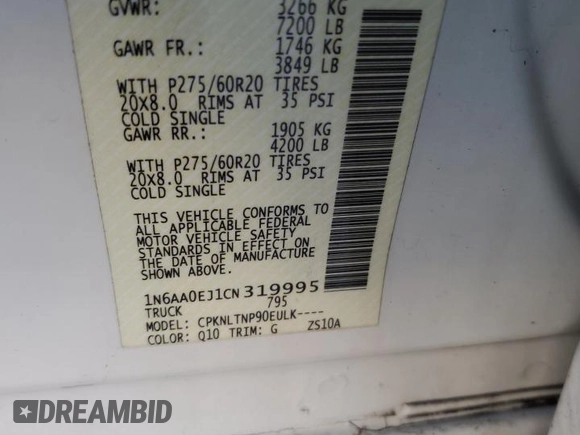 GVWR: 3266 KG
7200 LB
GAWR FR.: 1746 KG
3849 LB
WITH P275/60R20 TIRES
20X8.0 RIMS AT 35 PSI
COLD SINGLE
GAWR RR.: 1905 KG
4200 LB
WITH P275/60R20 TIRES
20X8.0 RIMS AT 35 PSI
COLD SINGLE
THIS VEHICLE CONFORMS TO
ALL APPLICABLE FEDERAL
MOTOR VEHICLE SAFETY
STANDARDS IN EFFECT ON
THE DATE OF MANUFACTURE
SHOWN ABOVE.
1N6AA0EJ1CN319995
TRUCK 795
MODEL: CPKNLTNP90EULK----
COLOR: Q10 TRIM: G ZS10A
DREAMBID